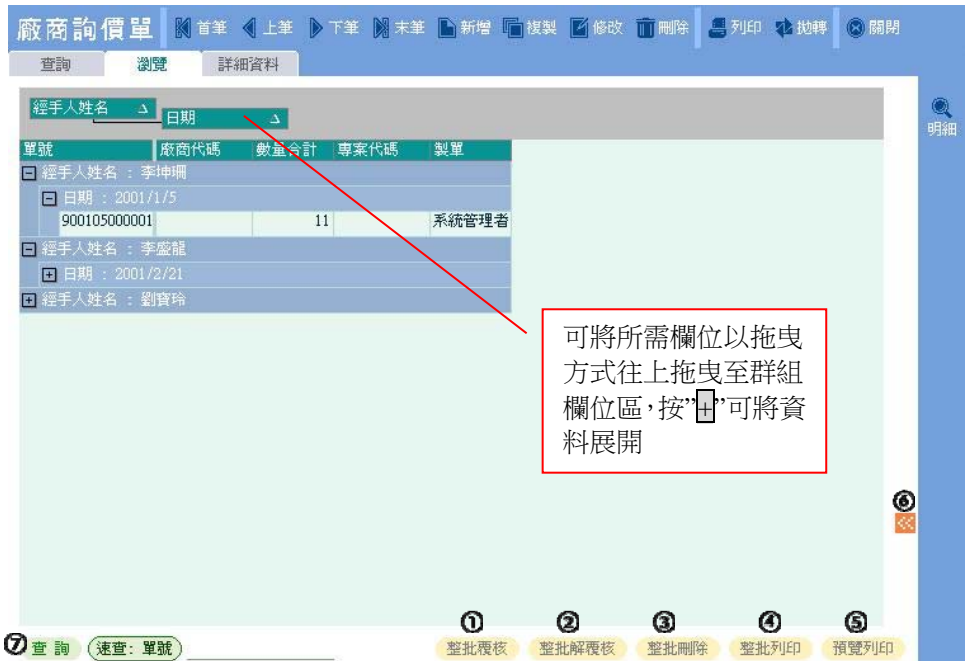 廠商詢價單 首筆 上筆 下筆 末筆 新增 複製 修改 刪除 列印 拋轉 關閉
查詢 瀏覽 詳細資料
明細
經手人姓名
日期
單號 廠商代碼 數量合計 專案代碼 製單
經手人姓名 : 李坤珊
日期 : 2001/1/5
900105000001 11 系統管理者
經手人姓名 : 李盛龍
日期 : 2001/2/21
經手人姓名 : 劉寶玲
可將所需欄位以拖曳
方式往上拖曳至群組
欄位區,按”+”可將資
料展開
⑥
① ② ③ ④ ⑤
整批覆核 整批解覆核 整批刪除 整批列印 預覽列印
⑦ 查詢 速查: 單號